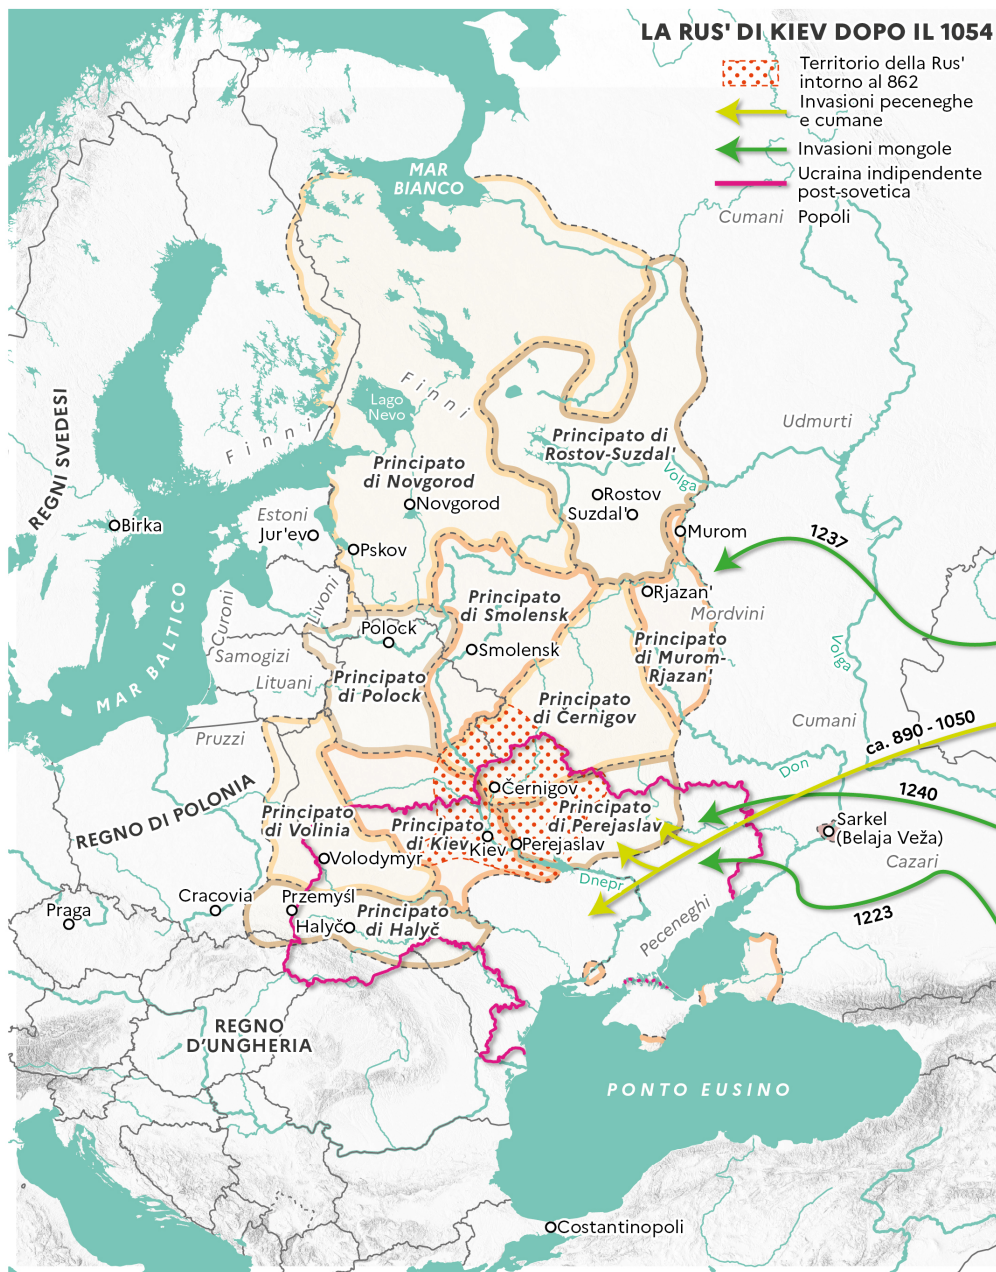 LA RUS' DI KIEV DOPO IL 1054
Territorio della Rus'
intorno al 862
Invasioni peceneghe
e cumane
Invasioni mongole
Ucraina indipendente
post-sovetica
Cumani
Popoli
MAR
BIANCO
Lago
Nevo
Finni
Finni
REGNI SVEDESI
Udmurti
Principato di
Rostov-Suzdal'
Volga
Principato
di Novgorod
Novgorod
Rostov
Suzdal'
Birka
Estoni
Jur'evo
Pskov
Murom
1237
Livoni
Curoni
Principato
di Smolensk
Rjazan'
Mordvini
Polock
Smolensk
Principato
di Murom-
Rjazan'
Volga
Samogizi
Lituani
Principato
di Polock
MAR BALTICO
Principato
di Černigov
Cumani
Pruzzi
ca. 890 - 1050
Don
REGNO DI POLONIA
Černigov
1240
Principato
di Volinia
Principato
di Kiev
Kiev
Principato
di Perejaslav
Perejaslav
Sarkel
(Belaja Veža)
Cazari
Volodymyr
Dnepr
Cracovia
Przemyśl
Praga
Halyč
Principato
di Halyč
Peceneghi
1223
REGNO
D'UNGHERIA
PONTO EUSINO
Costantinopoli